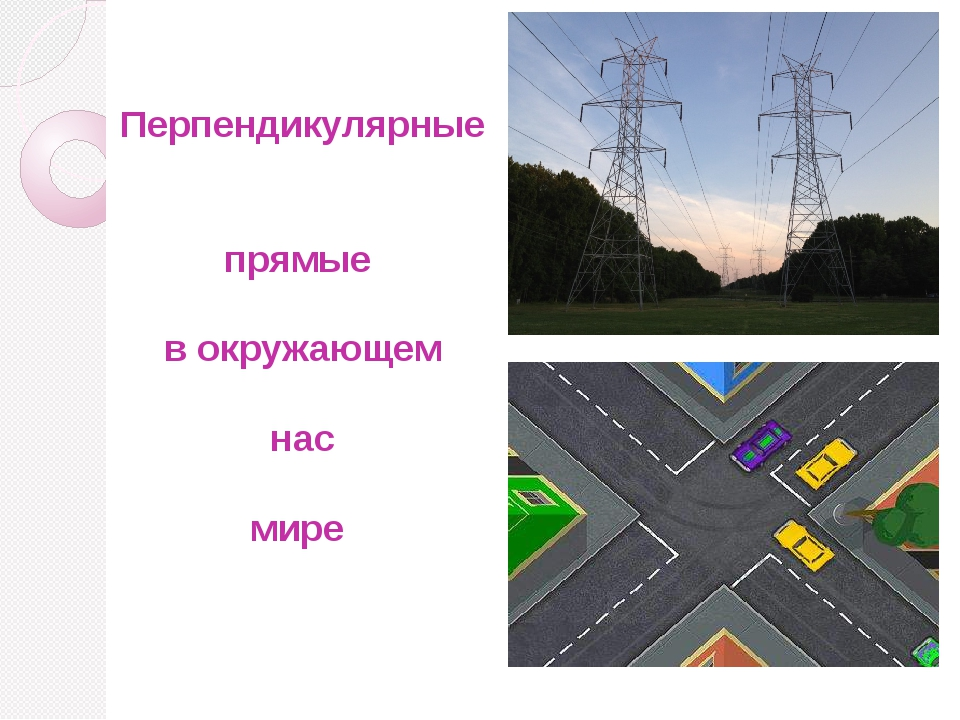 Перпендикулярные
прямые
в окружающем
нас
мире